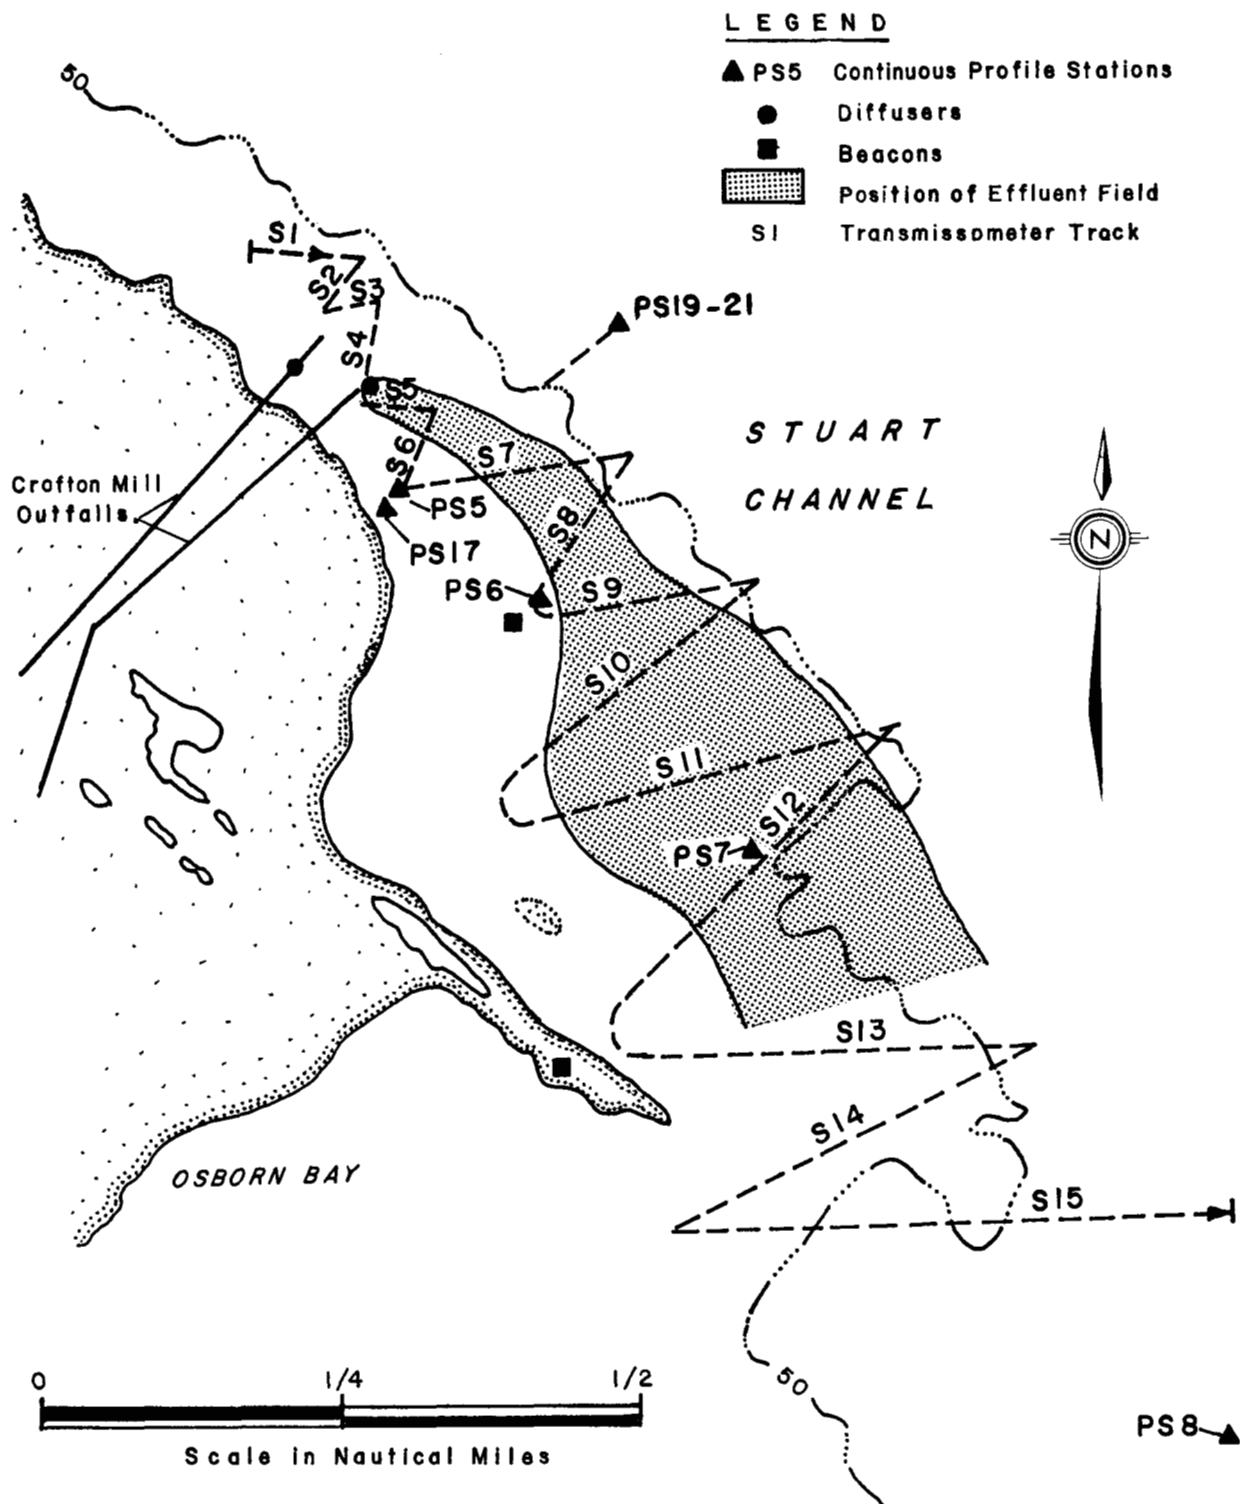 LEGEND
PS5 Continuous Profile Stations
Diffusers
Beacons
Position of Effluent Field
S1 Transmissometer Track
50
S1
S2
S3
PS19-21
S4
S5
STUART
CHANNEL
S6
S7
Crofton Mill
Outfalls
PS5
S8
PS17
N
PS6
S9
S10
S11
S12
PS7
S13
S14
OSBORN BAY
S15
50
0 1/4 1/2
Scale in Nautical Miles
PS8